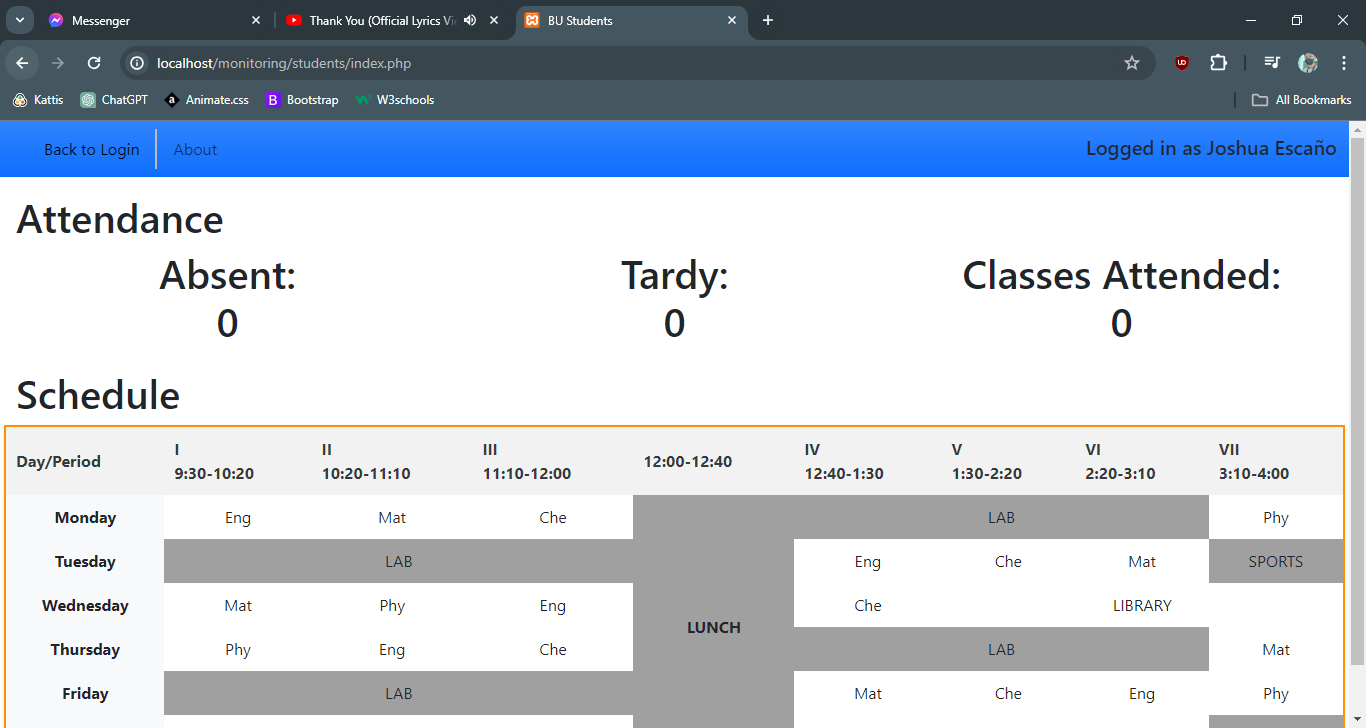 Messenger
Thank You (Official Lyrics Vi
BU Students
localhost/monitoring/students/index.php
Kattis
ChatGPT
Animate.css
Bootstrap
W3schools
All Bookmarks
Back to Login
About
Logged in as Joshua Escaño
Attendance
Absent:
0
Tardy:
0
Classes Attended:
0
Schedule
Day/Period I 9:30-10:20 II 10:20-11:10 III 11:10-12:00 12:00-12:40 IV 12:40-1:30 V 1:30-2:20 VI 2:20-3:10 VII 3:10-4:00
Monday Eng Mat Che LAB Phy
Tuesday LAB Eng Che Mat SPORTS
Wednesday Mat Phy Eng Che LIBRARY
LUNCH
Thursday Phy Eng Che LAB Mat
Friday LAB Mat Che Eng Phy